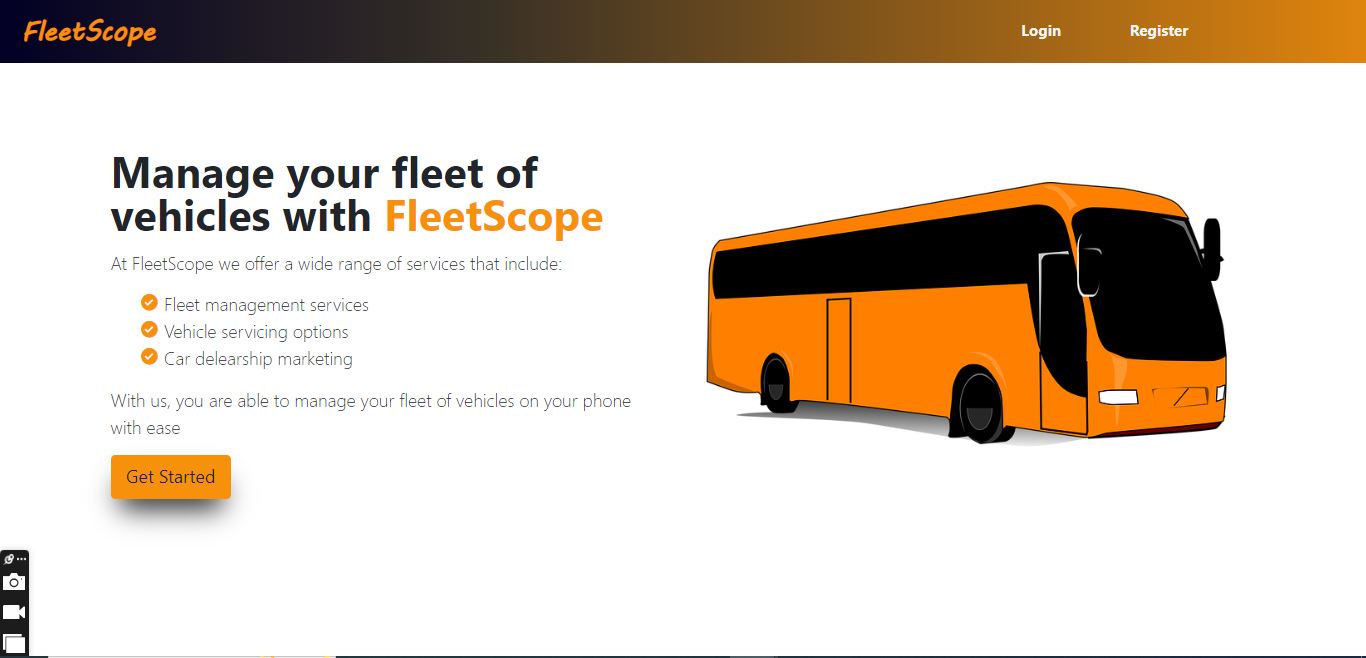 FleetScope
Login
Register
Manage your fleet of
vehicles with FleetScope
At FleetScope we offer a wide range of services that include:
Fleet management services
Vehicle servicing options
Car delearship marketing
With us, you are able to manage your fleet of vehicles on your phone
with ease
Get Started